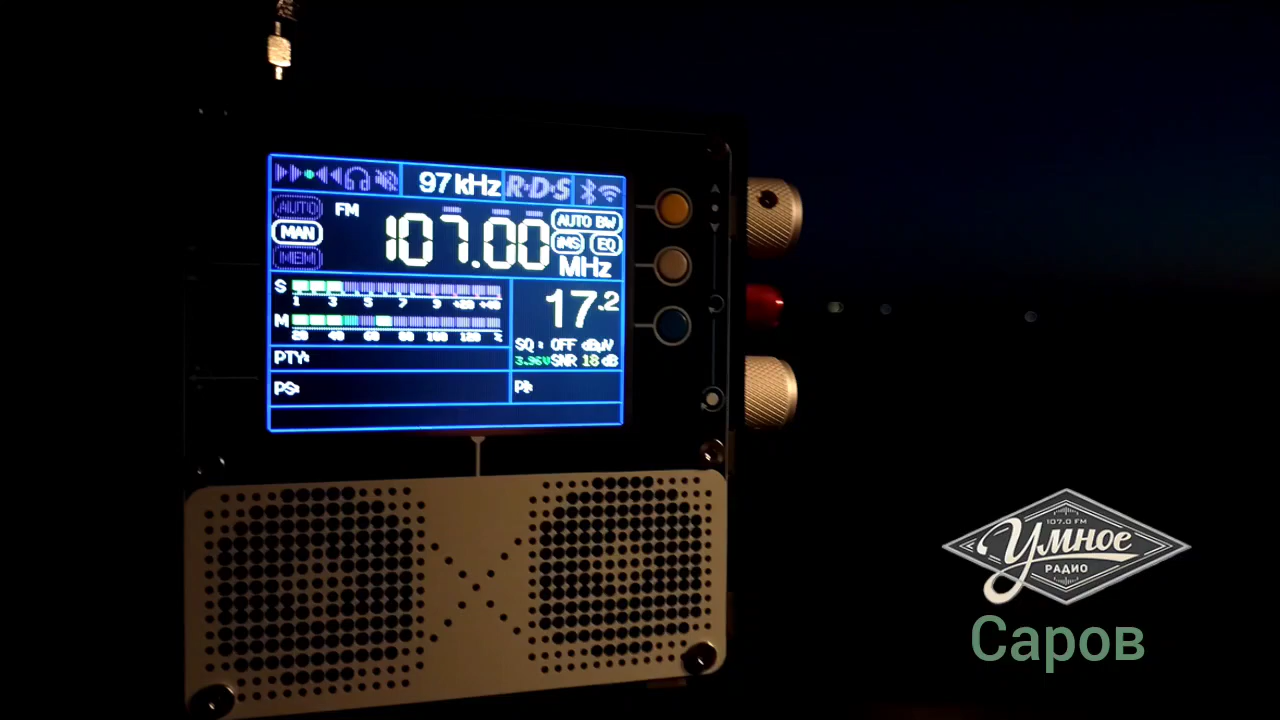 97 kHz R·D·S
AUTO FM AUTO BW
MAN 107.00 iMS EQ
MEM MHz
S
1 3 5 7 9 +20 +40
17.2
M
20 40 60 80 100 120 %
SQ: OFF dBµV
3.96V SNR 18 dB
PTY:
PS: PI:
107.0 FM
Умное
РАДИО
Саров